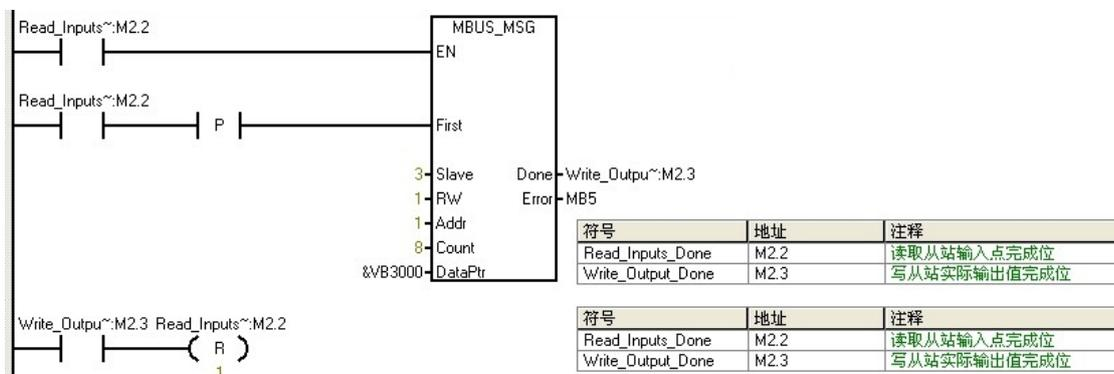 Read_Inputs~:M2.2
MBUS_MSG
EN
Read_Inputs~:M2.2
P
First
3 Slave Done Write_Outpu~:M2.3
1 RW Error MB5
1 Addr
8 Count
&VB3000 DataPtr
符号 地址 注释
Read_Inputs_Done M2.2 读取从站输入点完成位
Write_Output_Done M2.3 写从站实际输出值完成位
Write_Outpu~:M2.3 Read_Inputs~:M2.2
R
1
符号 地址 注释
Read_Inputs_Done M2.2 读取从站输入点完成位
Write_Output_Done M2.3 写从站实际输出值完成位